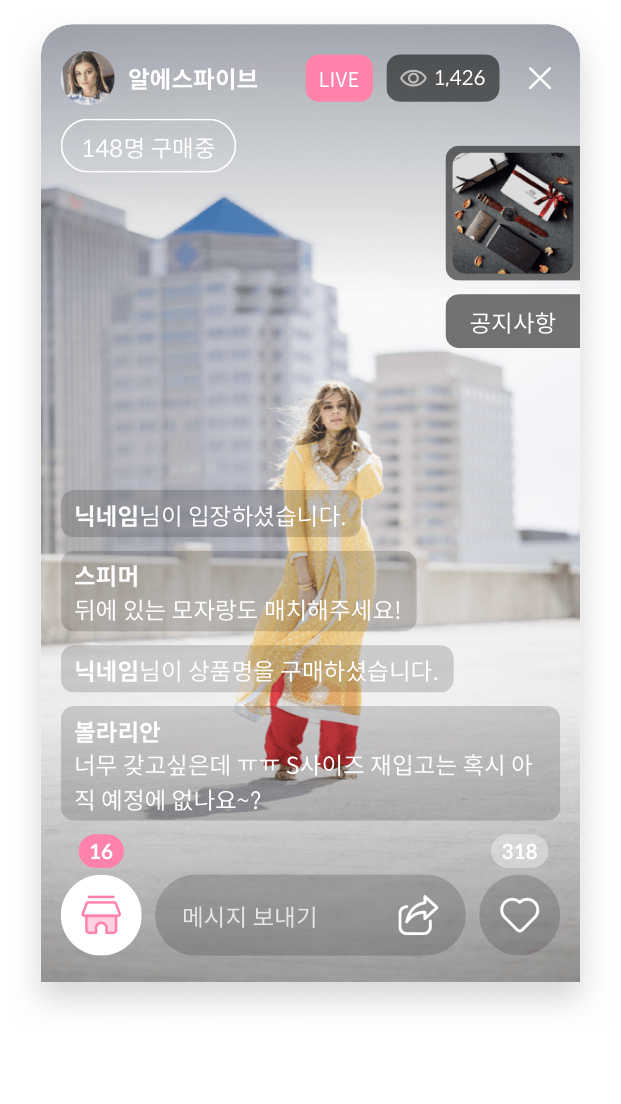 알에스파이브
LIVE
1,426
148명 구매중
공지사항
닉네임님이 입장하셨습니다.
스피머
뒤에 있는 모자랑도 매치해주세요!
닉네임님이 상품명을 구매하셨습니다.
볼라리안
너무 갖고싶은데 ㅠㅠ S사이즈 재입고는 혹시 아
직 예정에 없나요~?
16
318
메시지 보내기